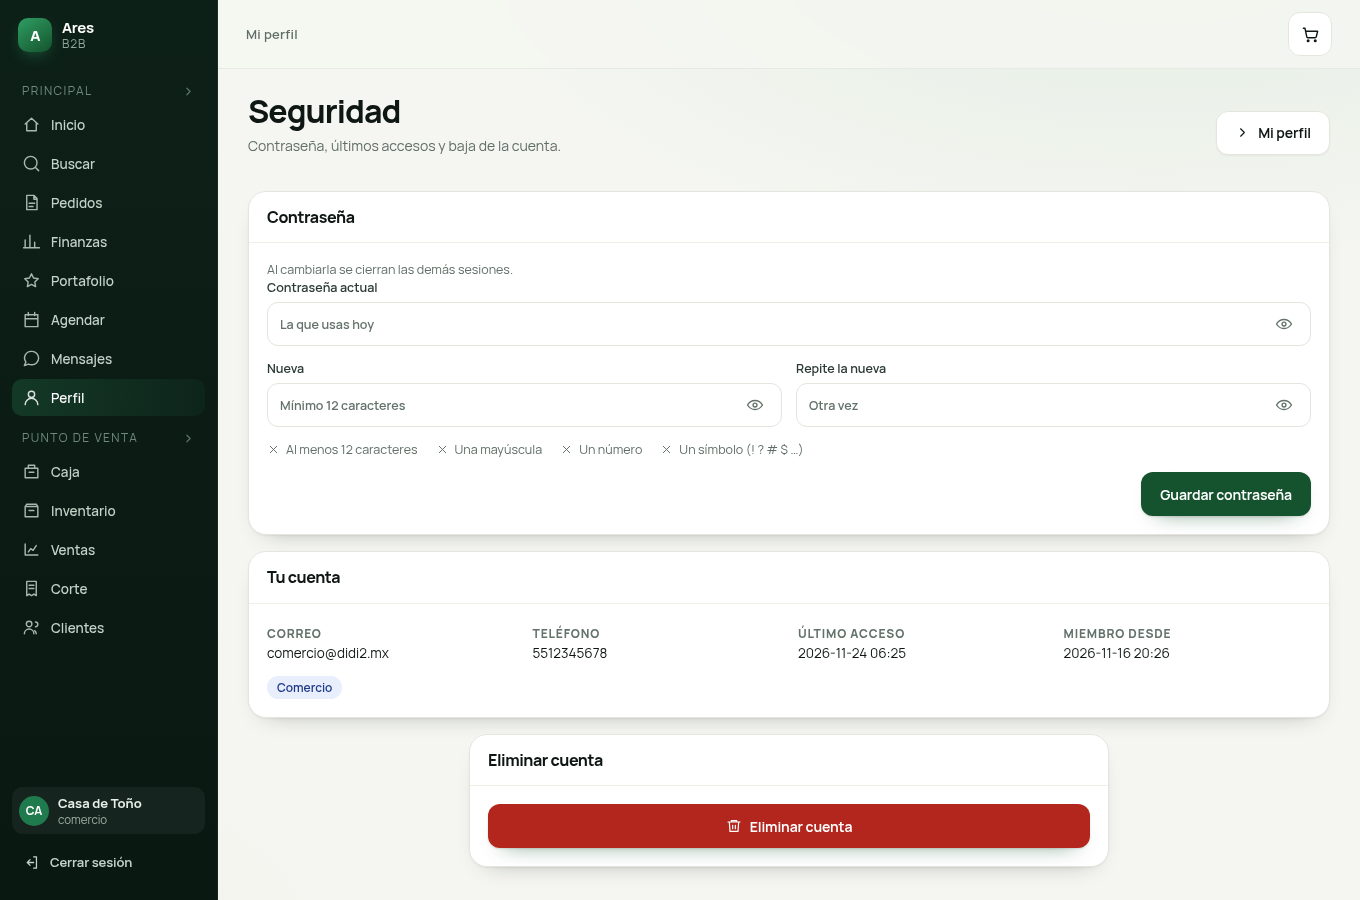 A
Ares
B2B
PRINCIPAL
Inicio
Buscar
Pedidos
Finanzas
Portafolio
Agendar
Mensajes
Perfil
PUNTO DE VENTA
Caja
Inventario
Ventas
Corte
Clientes
CA
Casa de Toño
comercio
Cerrar sesión
Mi perfil
Seguridad
Contraseña, últimos accesos y baja de la cuenta.
Mi perfil
Contraseña
Al cambiarla se cierran las demás sesiones.
Contraseña actual
La que usas hoy
Nueva
Repite la nueva
Mínimo 12 caracteres
Otra vez
Al menos 12 caracteres Una mayúscula Un número Un símbolo (! ? # $ …)
Guardar contraseña
Tu cuenta
CORREO TELÉFONO ÚLTIMO ACCESO MIEMBRO DESDE
comercio@didi2.mx 5512345678 2026-11-24 06:25 2026-11-16 20:26
Comercio
Eliminar cuenta
Eliminar cuenta